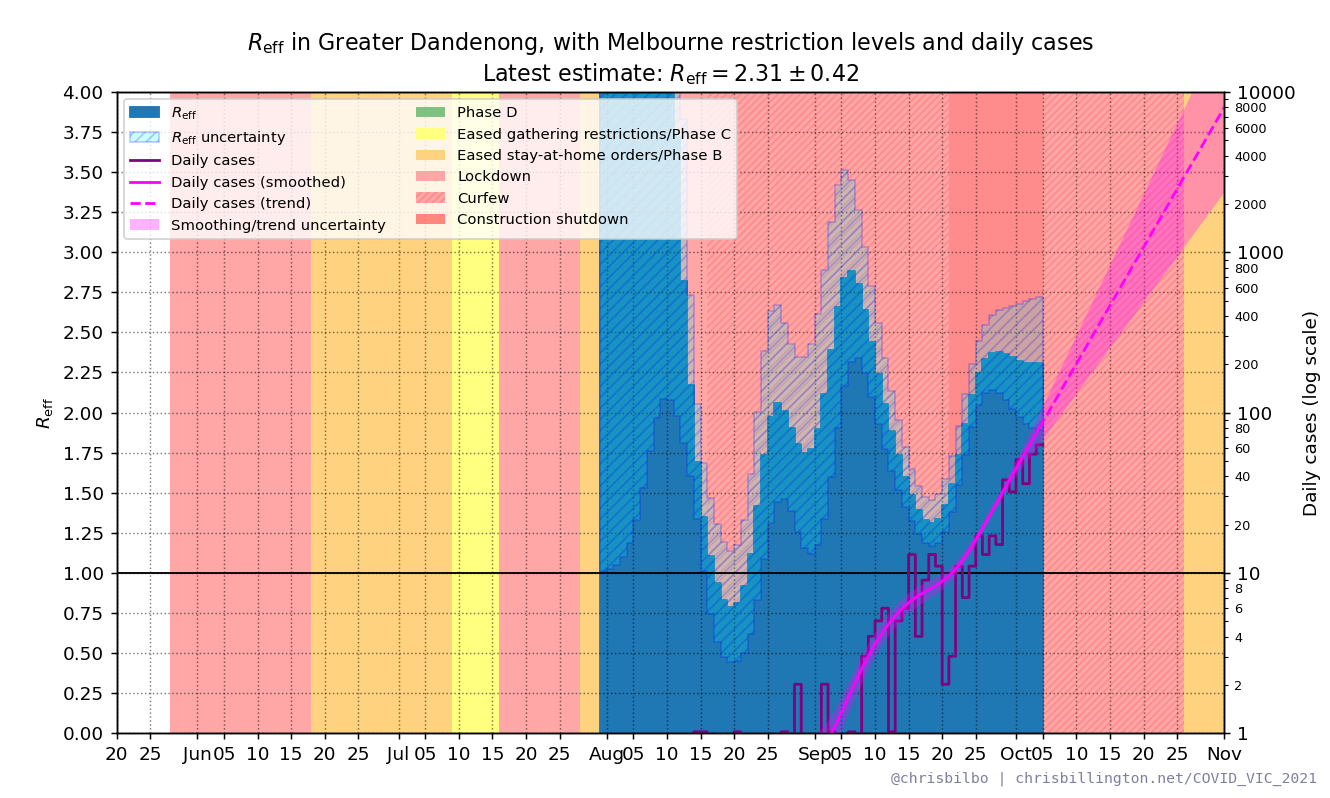 Reff in Greater Dandenong, with Melbourne restriction levels and daily cases
Latest estimate: Reff = 2.31 ± 0.42
4.00
3.75
3.50
3.25
3.00
2.75
2.50
2.25
2.00
1.75
1.50
1.25
1.00
0.75
0.50
0.25
0.00
Reff
Reff
Reff uncertainty
Daily cases
Daily cases (smoothed)
Daily cases (trend)
Smoothing/trend uncertainty
Phase D
Eased gathering restrictions/Phase C
Eased stay-at-home orders/Phase B
Lockdown
Curfew
Construction shutdown
10000
8000
6000
4000
2000
1000
800
600
400
200
100
80
60
40
20
10
8
6
4
2
1
Daily cases (log scale)
20 25 Jun 05 10 15 20 25 Jul 05 10 15 20 25 Aug 05 10 15 20 25 Sep 05 10 15 20 25 Oct 05 10 15 20 25 Nov
@chrisbilbo | chrisbillington.net/COVID_VIC_2021